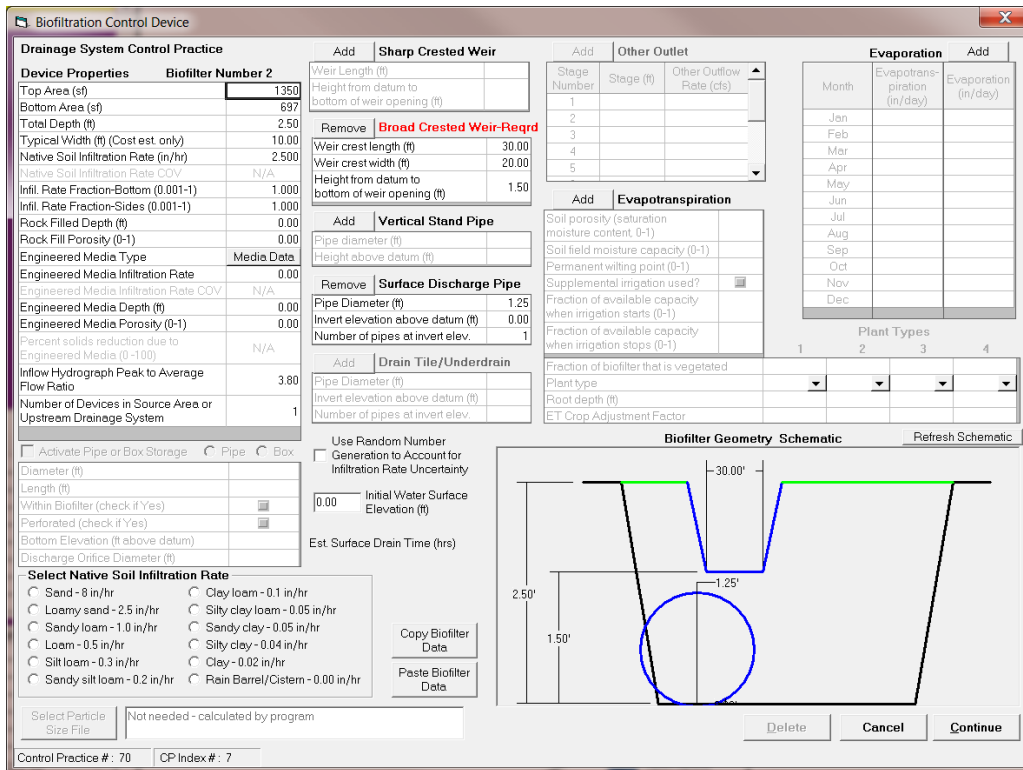 Biofiltration Control Device
Drainage System Control Practice
Device Properties Biofilter Number 2
Top Area (sf) 1350
Bottom Area (sf) 697
Total Depth (ft) 2.50
Typical Width (ft) (Cost est. only) 10.00
Native Soil Infiltration Rate (in/hr) 2.500
Native Soil Infiltration Rate COV N/A
Infil. Rate Fraction-Bottom (0.001-1) 1.000
Infil. Rate Fraction-Sides (0.001-1) 1.000
Rock Filled Depth (ft) 0.00
Rock Fill Porosity (0-1) 0.00
Engineered Media Type Media Data
Engineered Media Infiltration Rate 0.00
Engineered Media Infiltration Rate COV N/A
Engineered Media Depth (ft) 0.00
Engineered Media Porosity (0-1) 0.00
Percent solids reduction due to
Engineered Media (0-100) N/A
Inflow Hydrograph Peak to Average
Flow Ratio 3.80
Number of Devices in Source Area or
Upstream Drainage System 1
Activate Pipe or Box Storage Pipe Box
Diameter (ft)
Length (ft)
Within Biofilter (check if Yes)
Perforated (check if Yes)
Bottom Elevation (ft above datum)
Discharge Orifice Diameter (ft)
Select Native Soil Infiltration Rate
Sand - 8 in/hr
Loamy sand - 2.5 in/hr
Sandy loam - 1.0 in/hr
Loam - 0.5 in/hr
Silt loam - 0.3 in/hr
Sandy silt loam - 0.2 in/hr
Clay loam - 0.1 in/hr
Silty clay loam - 0.05 in/hr
Sandy clay - 0.05 in/hr
Silty clay - 0.04 in/hr
Clay - 0.02 in/hr
Rain Barrel/Cistern - 0.00 in/hr
Select Particle
Size File
Not needed - calculated by program
Control Practice # : 70 CP Index # : 7
Add Sharp Crested Weir
Weir Length (ft)
Height from datum to
bottom of weir opening (ft)
Remove Broad Crested Weir-Reqrd
Weir crest length (ft) 30.00
Weir crest width (ft) 20.00
Height from datum to
bottom of weir opening (ft) 1.50
Add Vertical Stand Pipe
Pipe diameter (ft)
Height above datum (ft)
Remove Surface Discharge Pipe
Pipe Diameter (ft) 1.25
Invert elevation above datum (ft) 0.00
Number of pipes at invert elev. 1
Add Drain Tile/Underdrain
Pipe Diameter (ft)
Invert elevation above datum (ft)
Number of pipes at invert elev.
Use Random Number
Generation to Account for
Infiltration Rate Uncertainty
0.00 Initial Water Surface
Elevation (ft)
Est. Surface Drain Time (hrs)
Copy Biofilter
Data
Paste Biofilter
Data
Add Other Outlet
Stage
Number
Stage (ft)
Other Outflow
Rate (cfs)
1
2
3
4
5
Add Evapotranspiration
Soil porosity (saturation
moisture content, 0-1)
Soil field moisture capacity (0-1)
Permanent wilting point (0-1)
Supplemental irrigation used?
Fraction of available capacity
when irrigation starts (0-1)
Fraction of available capacity
when irrigation stops (0-1)
Fraction of biofilter that is vegetated
Plant type
Root depth (ft)
ET Crop Adjustment Factor
Evaporation Add
Month
Evapotrans-
piration
(in/day)
Evaporation
(in/day)
Jan
Feb
Mar
Apr
May
Jun
Jul
Aug
Sep
Oct
Nov
Dec
Plant Types
1 2 3 4
Biofilter Geometry Schematic Refresh Schematic
30.00'
1.25'
2.50'
1.50'
Delete Cancel Continue